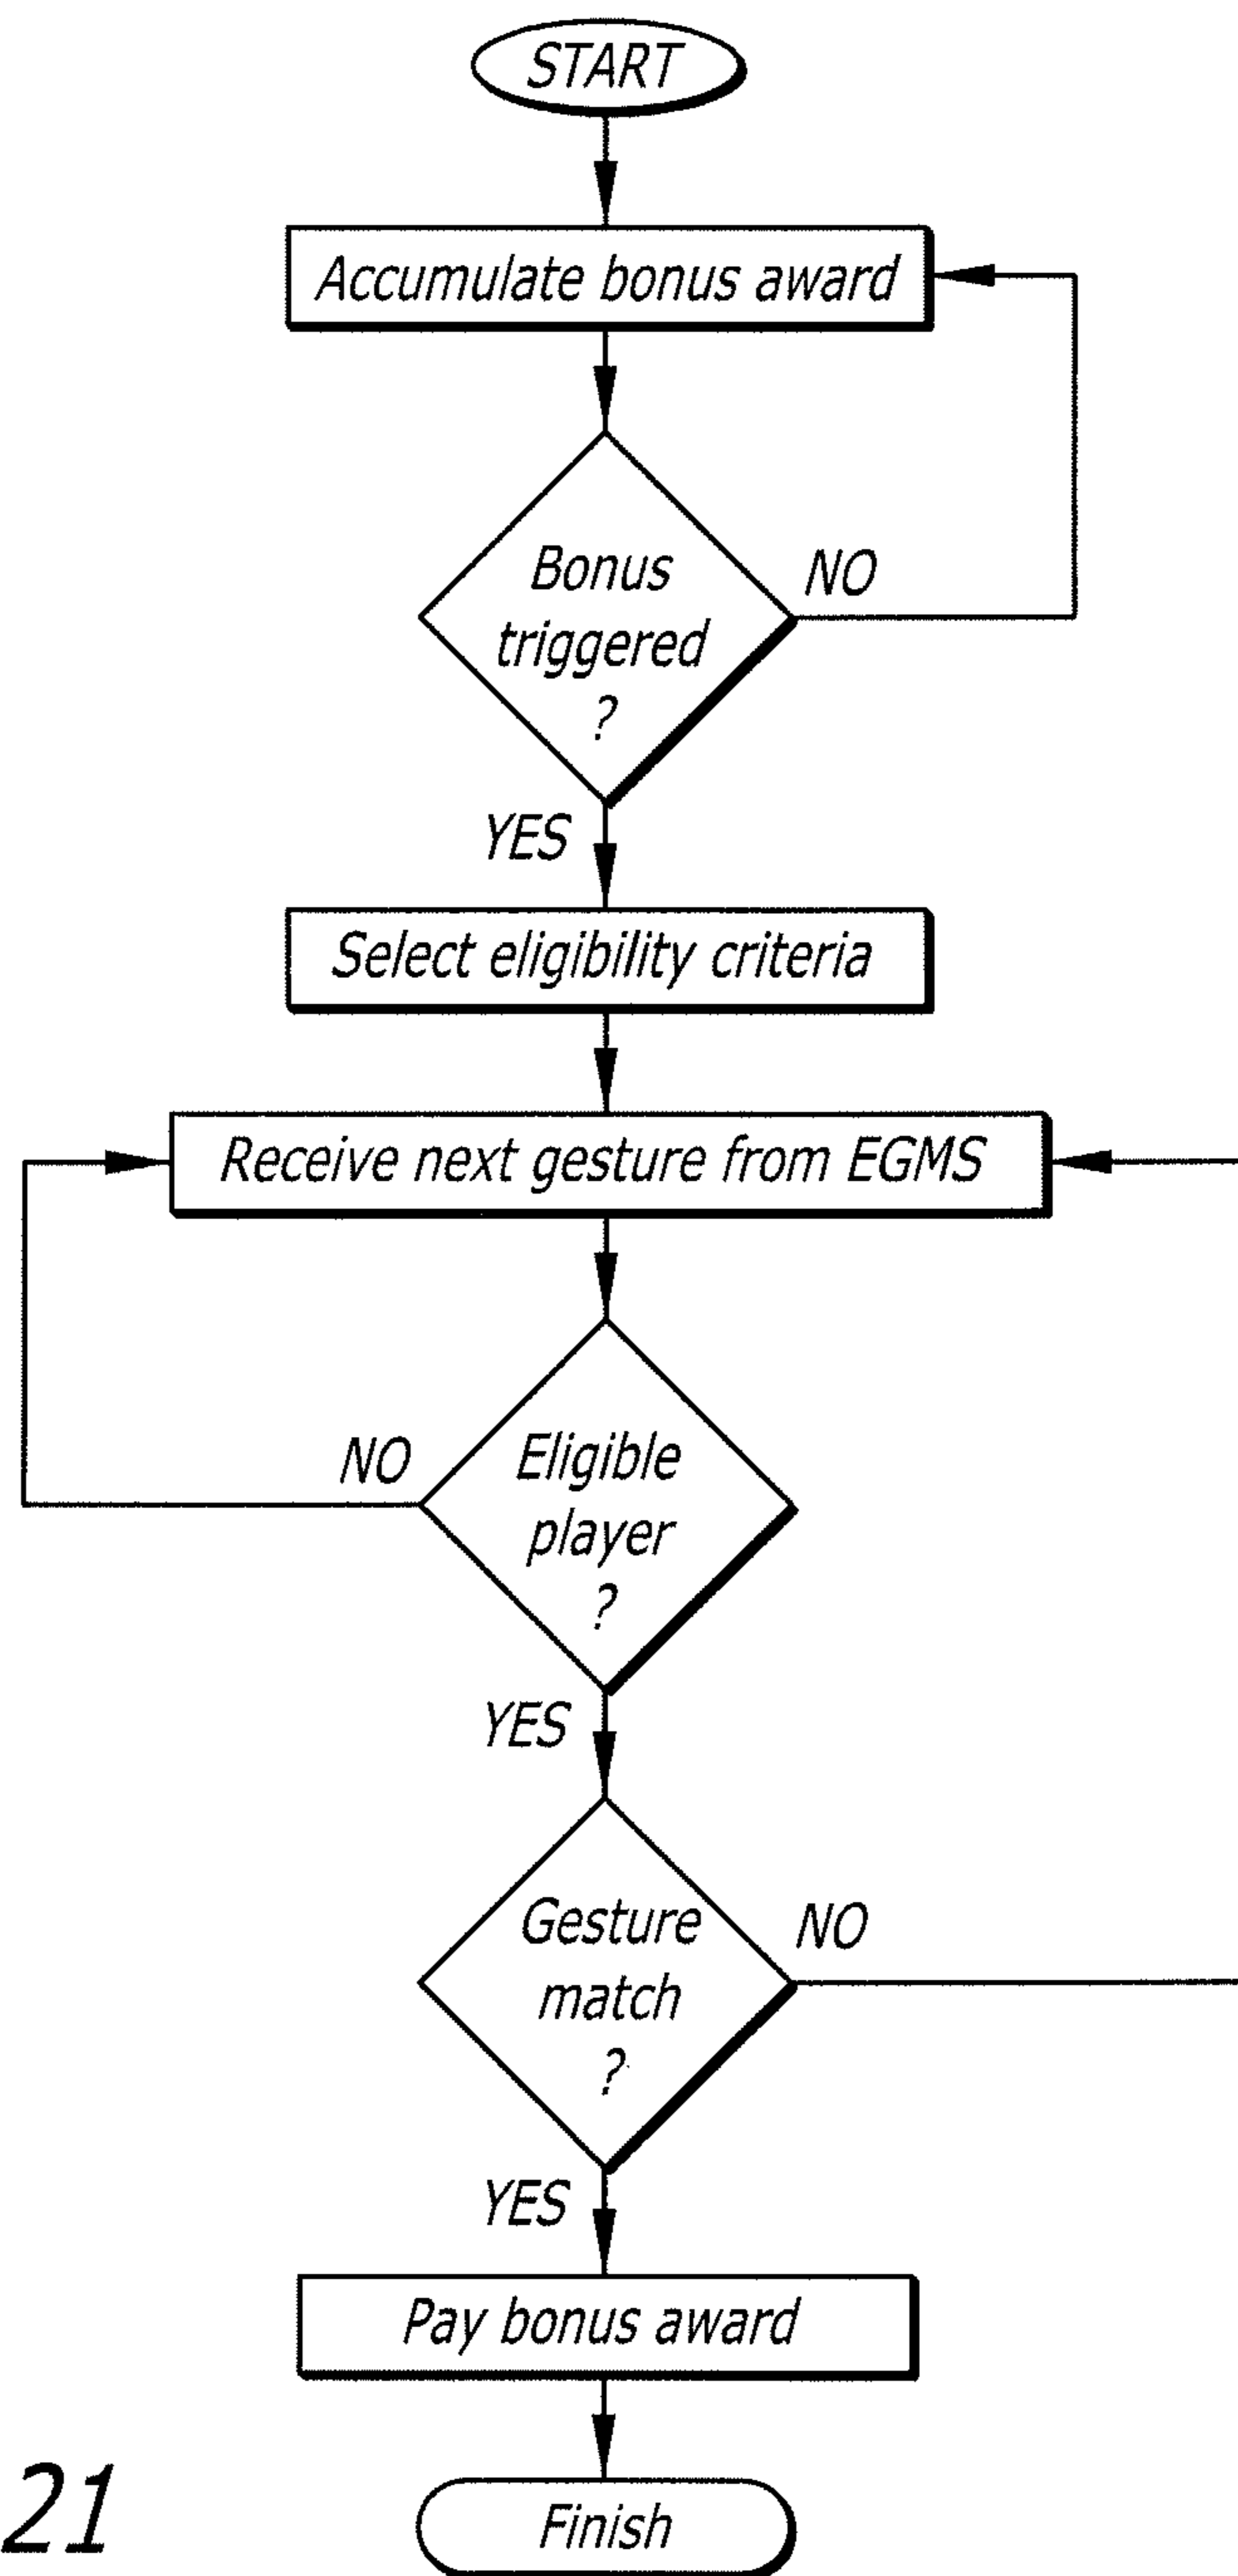 START
Accumulate bonus award
Bonus
triggered
?
NO
YES
Select eligibility criteria
Receive next gesture from EGMS
NO
Eligible
player
?
YES
Gesture
match
?
NO
YES
Pay bonus award
Finish
21